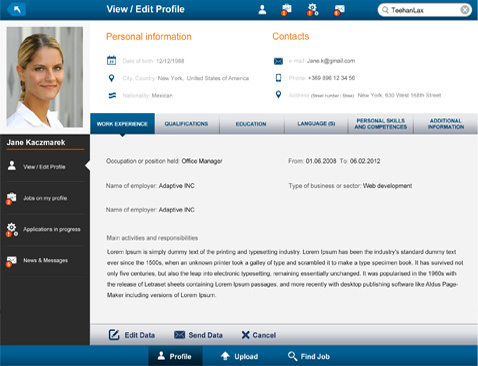 View / Edit Profile
TeehanLax
Personal information
Contacts
Date of birth: 12/12/1988
e-mail: Jane.k@gmail.com
City, Country: New York, United States of America
Phone: +369 896 12 34 56
Nationality: Mexican
Address (Street number / Name): New York, 630 West 168th Street
WORK EXPERIENCE
QUALIFICATIONS
EDUCATION
LANGUAGE (S)
PERSONAL SKILLS
AND COMPETENCES
ADDITIONAL
INFORMATION
Jane Kaczmarek
View / Edit Profile
Jobs on my profile
Applications in progress
News & Messages
Occupation or position held: Office Manager
From: 01.06.2008 To: 06.02.2012
Name of employer: Adaptive INC
Type of business or sector: Web development
Name of employer: Adaptive INC
Main activities and responsibilities
Lorem Ipsum is simply dummy text of the printing and typesetting industry. Lorem Ipsum has been the industry's standard dummy text
ever since the 1500s, when an unknown printer took a galley of type and scrambled it to make a type specimen book. It has survived not
only five centuries, but also the leap into electronic typesetting, remaining essentially unchanged. It was popularised in the 1960s with
the release of Letraset sheets containing Lorem Ipsum passages, and more recently with desktop publishing software like Aldus Page-
Maker including versions of Lorem Ipsum.
Edit Data
Send Data
Cancel
Profile
Upload
Find Job